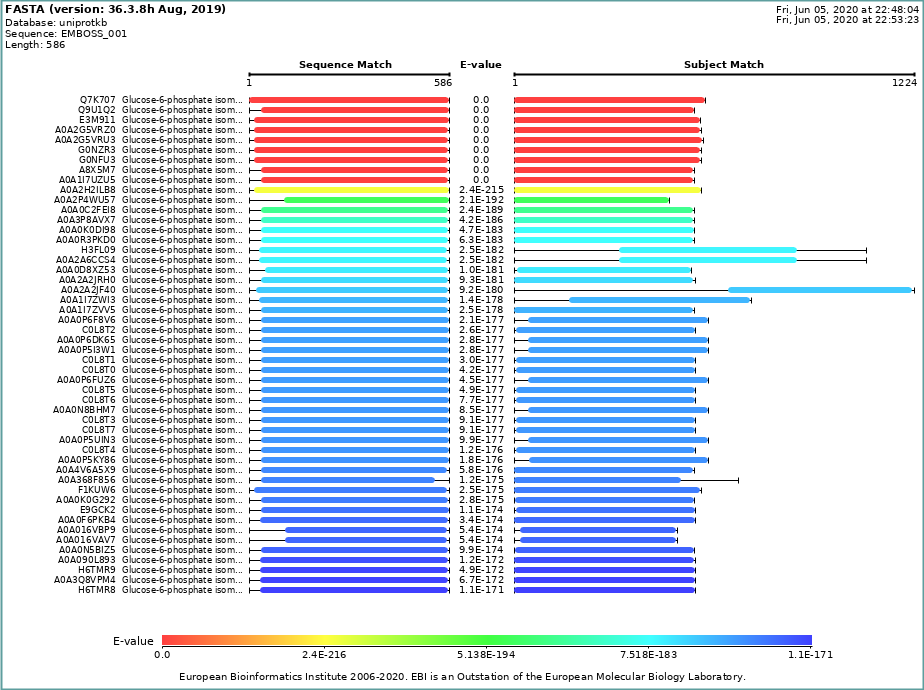 FASTA (version: 36.3.8h Aug, 2019)
Database: uniprotkb
Sequence: EMBOSS_001
Length: 586
Fri, Jun 05, 2020 at 22:48:04
Fri, Jun 05, 2020 at 22:53:23
Sequence Match E-value Subject Match
1 586 1 1224
Q7K707 Glucose-6-phosphate isom... 0.0
Q9U1Q2 Glucose-6-phosphate isom... 0.0
E3M911 Glucose-6-phosphate isom... 0.0
A0A2G5VRZ0 Glucose-6-phosphate isom... 0.0
A0A2G5VRU3 Glucose-6-phosphate isom... 0.0
G0NZR3 Glucose-6-phosphate isom... 0.0
G0NFU3 Glucose-6-phosphate isom... 0.0
A8X5M7 Glucose-6-phosphate isom... 0.0
A0A1I7UZU5 Glucose-6-phosphate isom... 0.0
A0A2H2ILB8 Glucose-6-phosphate isom... 2.4E-215
A0A2P4WU57 Glucose-6-phosphate isom... 2.1E-192
A0A0C2FEI8 Glucose-6-phosphate isom... 2.4E-189
A0A3P8AVX7 Glucose-6-phosphate isom... 4.2E-186
A0A0K0DI98 Glucose-6-phosphate isom... 4.7E-183
A0A0R3PKD0 Glucose-6-phosphate isom... 6.3E-183
H3FL09 Glucose-6-phosphate isom... 2.5E-182
A0A2A6CCS4 Glucose-6-phosphate isom... 2.5E-182
A0A0D8XZ53 Glucose-6-phosphate isom... 1.0E-181
A0A2A2JRH0 Glucose-6-phosphate isom... 9.3E-181
A0A2A2JF40 Glucose-6-phosphate isom... 9.2E-180
A0A1I7ZWI3 Glucose-6-phosphate isom... 1.4E-178
A0A1I7ZVV5 Glucose-6-phosphate isom... 2.5E-178
A0A0P6F8V6 Glucose-6-phosphate isom... 2.1E-177
C0L8T2 Glucose-6-phosphate isom... 2.6E-177
A0A0P6DK65 Glucose-6-phosphate isom... 2.8E-177
A0A0P5I3W1 Glucose-6-phosphate isom... 2.8E-177
C0L8T1 Glucose-6-phosphate isom... 3.0E-177
C0L8T0 Glucose-6-phosphate isom... 4.2E-177
A0A0P6FUZ6 Glucose-6-phosphate isom... 4.5E-177
C0L8T5 Glucose-6-phosphate isom... 4.9E-177
C0L8T6 Glucose-6-phosphate isom... 7.7E-177
A0A0N8BHM7 Glucose-6-phosphate isom... 8.5E-177
C0L8T3 Glucose-6-phosphate isom... 9.1E-177
C0L8T7 Glucose-6-phosphate isom... 9.1E-177
A0A0P5UIN3 Glucose-6-phosphate isom... 9.9E-177
C0L8T4 Glucose-6-phosphate isom... 1.2E-176
A0A0P5KY86 Glucose-6-phosphate isom... 1.8E-176
A0A4V6A5X9 Glucose-6-phosphate isom... 5.8E-176
A0A368F856 Glucose-6-phosphate isom... 1.2E-175
F1KUW6 Glucose-6-phosphate isom... 2.5E-175
A0A0K0G292 Glucose-6-phosphate isom... 2.8E-175
E9GCK2 Glucose-6-phosphate isom... 1.1E-174
A0A0F6PKB4 Glucose-6-phosphate isom... 3.4E-174
A0A016VBP9 Glucose-6-phosphate isom... 5.4E-174
A0A016VAV7 Glucose-6-phosphate isom... 5.4E-174
A0A0N5BIZ5 Glucose-6-phosphate isom... 9.9E-174
A0A090L893 Glucose-6-phosphate isom... 1.2E-172
H6TMR9 Glucose-6-phosphate isom... 4.9E-172
A0A3Q8VPM4 Glucose-6-phosphate isom... 6.7E-172
H6TMR8 Glucose-6-phosphate isom... 1.1E-171
E-value
0.0 2.4E-216 5.138E-194 7.518E-183 1.1E-171
European Bioinformatics Institute 2006-2020. EBI is an Outstation of the European Molecular Biology Laboratory.